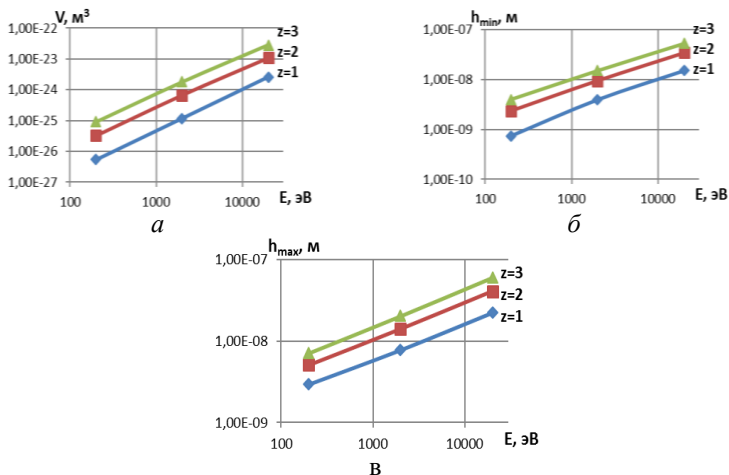 V, м³
1,00E-22
1,00E-23
1,00E-24
1,00E-25
1,00E-26
1,00E-27
z=3
z=2
z=1
100 1000 10000 E, эВ
а
hmin, м
1,00E-07
1,00E-08
1,00E-09
1,00E-10
z=3
z=2
z=1
100 1000 10000 E, эВ
б
hmax, м
1,00E-07
1,00E-08
1,00E-09
z=3
z=2
z=1
100 1000 10000 E, эВ
в